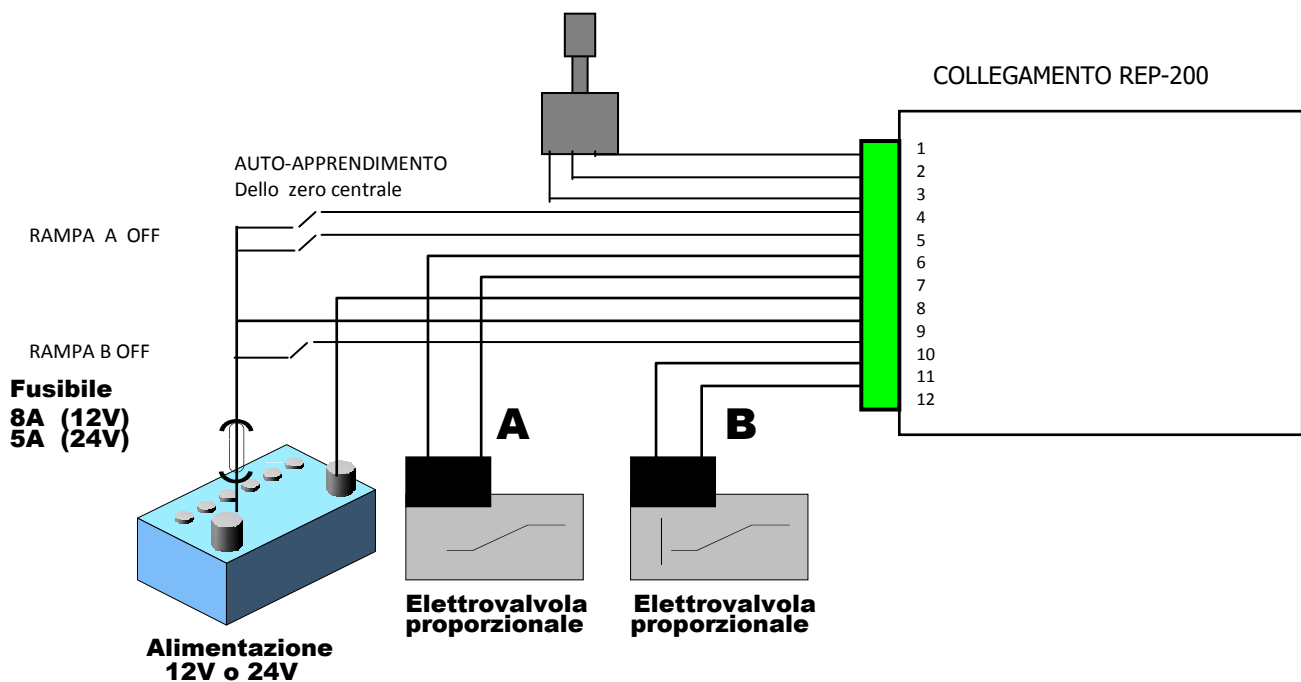 COLLEGAMENTO REP-200
1
2
3
4
5
6
7
8
9
10
11
12
AUTO-APPRENDIMENTO
Dello zero centrale
RAMPA A OFF
RAMPA B OFF
Fusibile
8A (12V)
5A (24V)
A
B
Elettrovalvola
proporzionale
Elettrovalvola
proporzionale
Alimentazione
12V o 24V